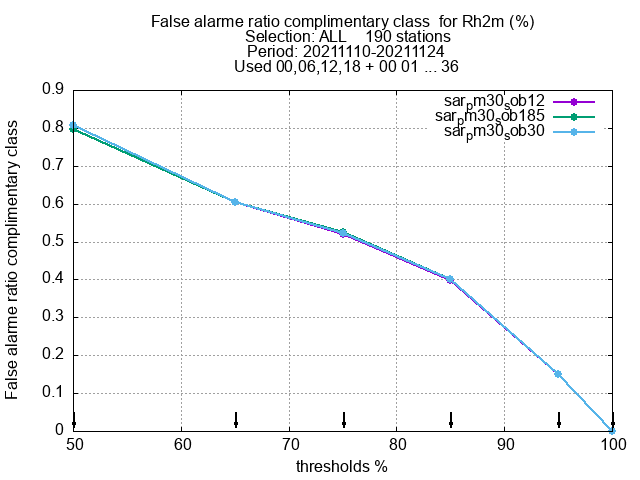 False alarme ratio complimentary class  for Rh2m (%)
Selection: ALL    190 stations
Period: 20211110-20211124
Used 00,06,12,18 + 00 01 ... 36
sar_pm30_sob12
sar_pm30_sob185
sar_pm30_sob30
False alarme ratio complimentary class
0.9
0.8
0.7
0.6
0.5
0.4
0.3
0.2
0.1
0
50 60 70 80 90 100
thresholds %